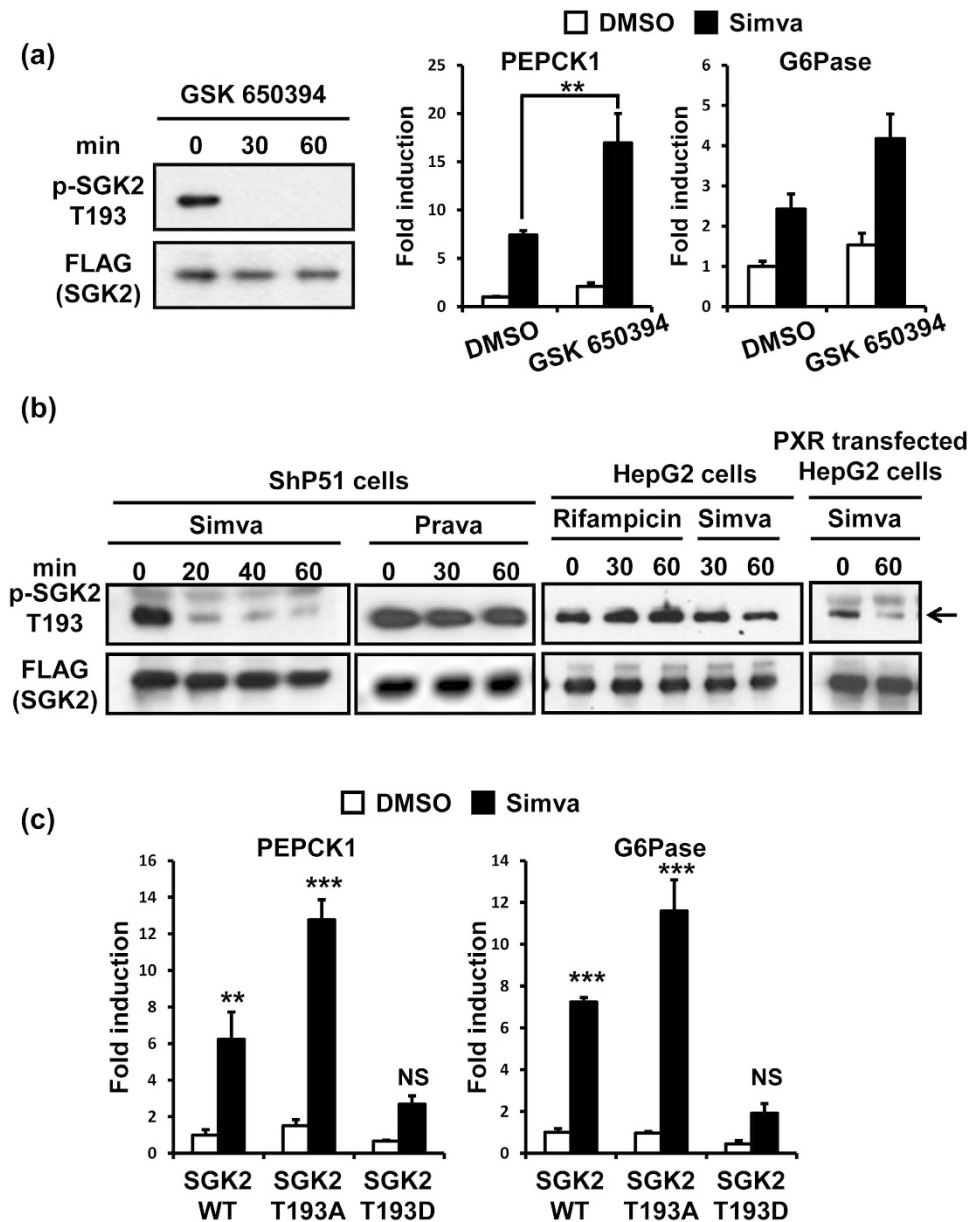 (a)
GSK 650394
min 0 30 60
p-SGK2
T193
FLAG
(SGK2)
DMSO Simva
PEPCK1
Fold induction
25
20
15
10
5
0
**
DMSO
GSK 650394
G6Pase
Fold induction
6
5
4
3
2
1
0
DMSO
GSK 650394
(b)
ShP51 cells
HepG2 cells
PXR transfected
HepG2 cells
Simva
Prava
Rifampicin
Simva
Simva
min
0 20 40 60
0 30 60
0 30 60 30 60
0 60
p-SGK2
T193
FLAG
(SGK2)
(c)
DMSO Simva
PEPCK1
Fold induction
16
14
12
10
8
6
4
2
0
**
***
NS
SGK2
WT
SGK2
T193A
SGK2
T193D
G6Pase
Fold induction
14
12
10
8
6
4
2
0
***
***
NS
SGK2
WT
SGK2
T193A
SGK2
T193D